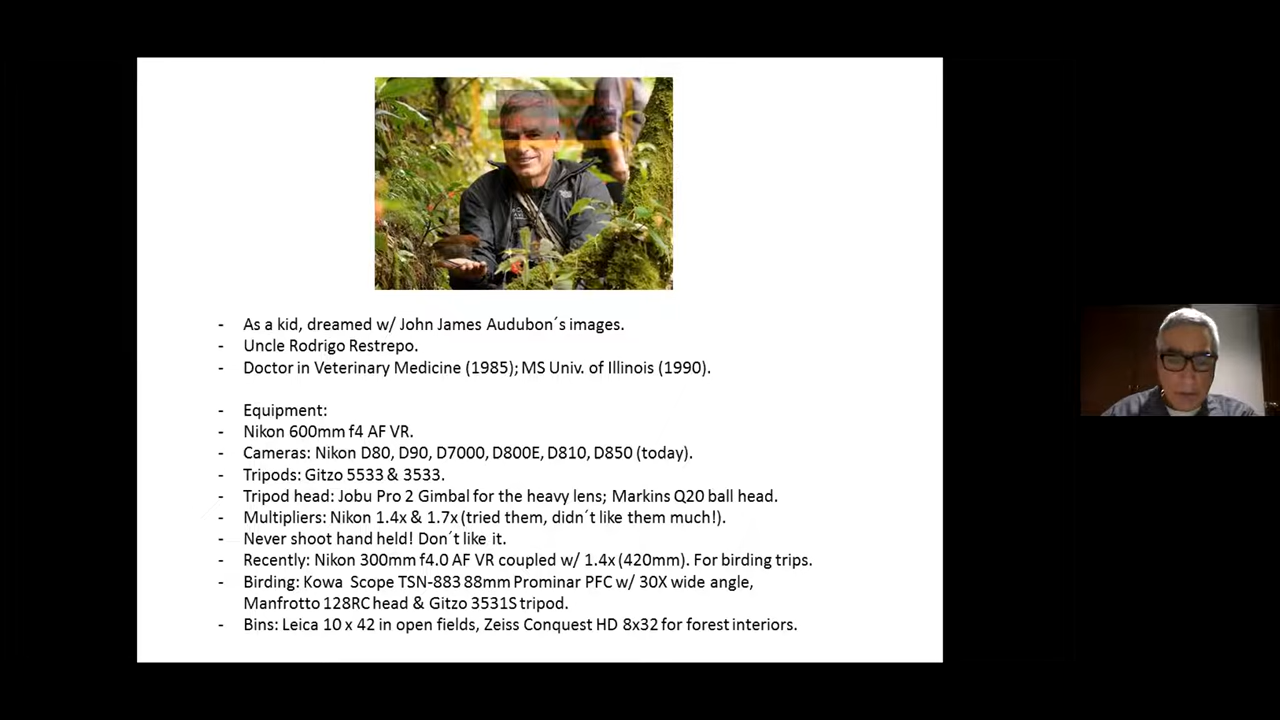 - As a kid, dreamed w/ John James Audubon´s images.
- Uncle Rodrigo Restrepo.
- Doctor in Veterinary Medicine (1985); MS Univ. of Illinois (1990).
- Equipment:
- Nikon 600mm f4 AF VR.
- Cameras: Nikon D80, D90, D7000, D800E, D810, D850 (today).
- Tripods: Gitzo 5533 & 3533.
- Tripod head: Jobu Pro 2 Gimbal for the heavy lens; Markins Q20 ball head.
- Multipliers: Nikon 1.4x & 1.7x (tried them, didn´t like them much!).
- Never shoot hand held! Don´t like it.
- Recently: Nikon 300mm f4.0 AF VR coupled w/ 1.4x (420mm). For birding trips.
- Birding: Kowa Scope TSN-883 88mm Prominar PFC w/ 30X wide angle,
Manfrotto 128RC head & Gitzo 3531S tripod.
- Bins: Leica 10 x 42 in open fields, Zeiss Conquest HD 8x32 for forest interiors.